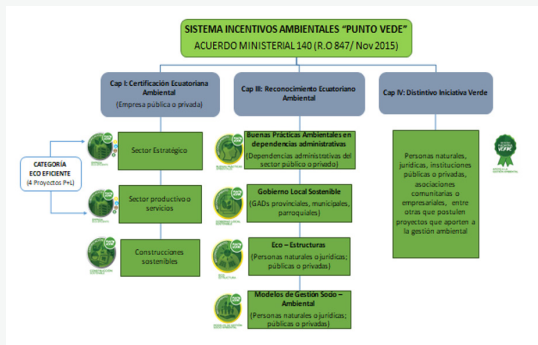 SISTEMA INCENTIVOS AMBIENTALES “PUNTO VEDE”
ACUERDO MINISTERIAL 140 (R.O 847/ Nov 2015)
Cap I: Certificación Ecuatoriana
Ambiental
(Empresa pública o privada)
Cap III: Reconocimiento Ecuatoriano
Ambiental
Cap IV: Distintivo Iniciativa Verde
CATEGORÍA
ECO EFICIENTE
(4 Proyectos P+L)
Sector Estratégico
Sector productivo o
servicios
Construcciones
sostenibles
Buenas Prácticas Ambientales en
dependencias administrativas
(Dependencias administrativas del
sector público o privado)
Gobierno Local Sostenible
(GADs provinciales, municipales,
parroquiales)
Eco – Estructuras
(Personas naturales o jurídicas;
públicas o privadas)
Modelos de Gestión Socio –
Ambiental
(Personas naturales o jurídicas;
públicas o privadas)
Personas naturales,
jurídicas, instituciones
públicas o privadas,
asociaciones
comunitarias o
empresariales, entre
otras que postulen
proyectos que aporten a
la gestión ambiental